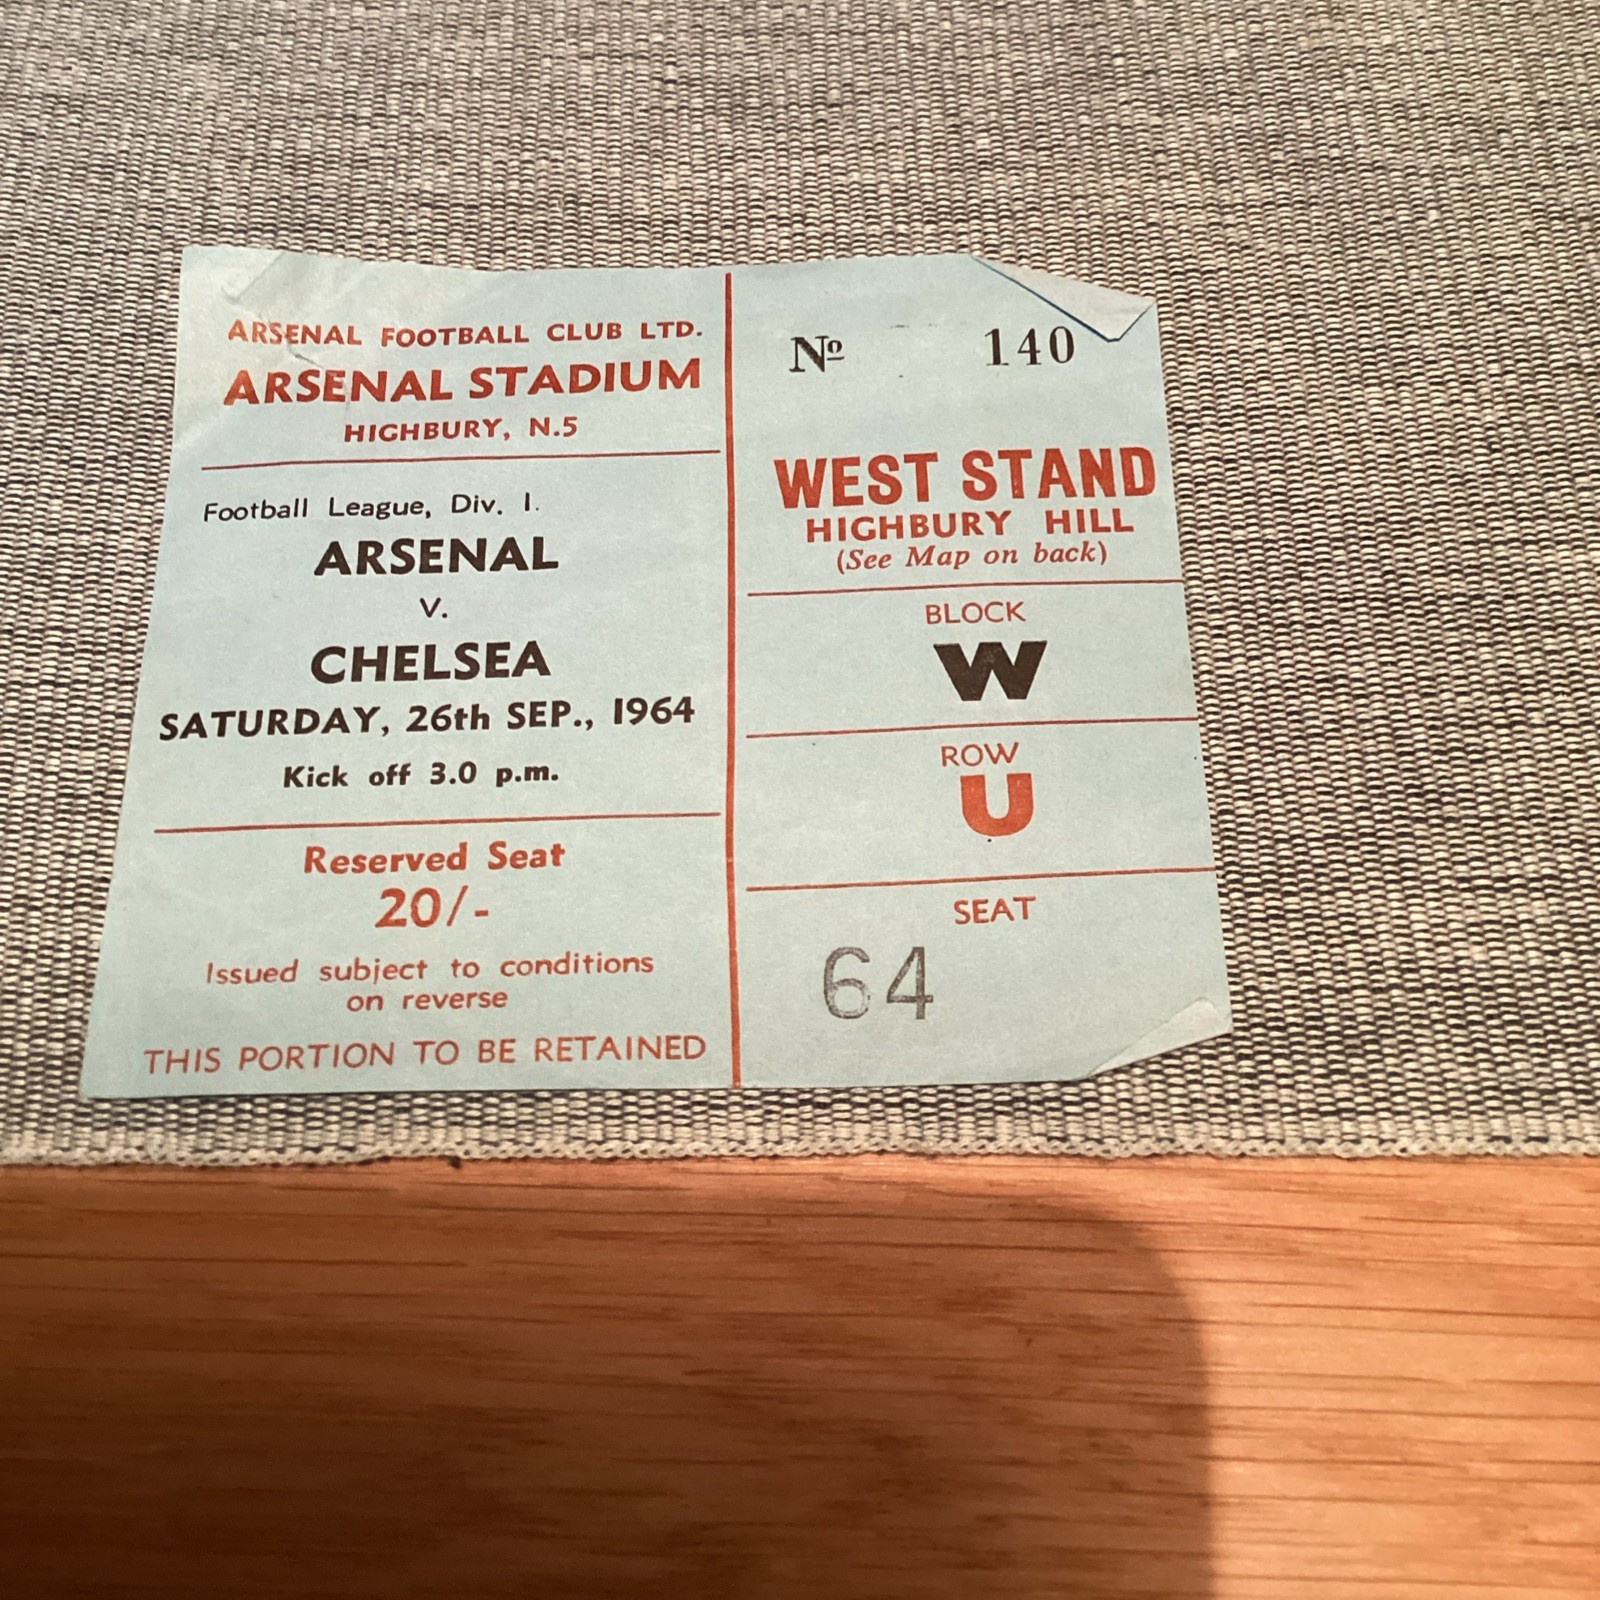 ARSENAL FOOTBALL CLUB LTD.
ARSENAL STADIUM
HIGHBURY, N.5
Football League, Div. I.
ARSENAL
v.
CHELSEA
SATURDAY, 26th SEP., 1964
Kick off 3.0 p.m.
Reserved Seat
20/-
Issued subject to conditions
on reverse
THIS PORTION TO BE RETAINED
Nº 140
WEST STAND
HIGHBURY HILL
(See Map on back)
BLOCK
W
ROW
U
SEAT
64